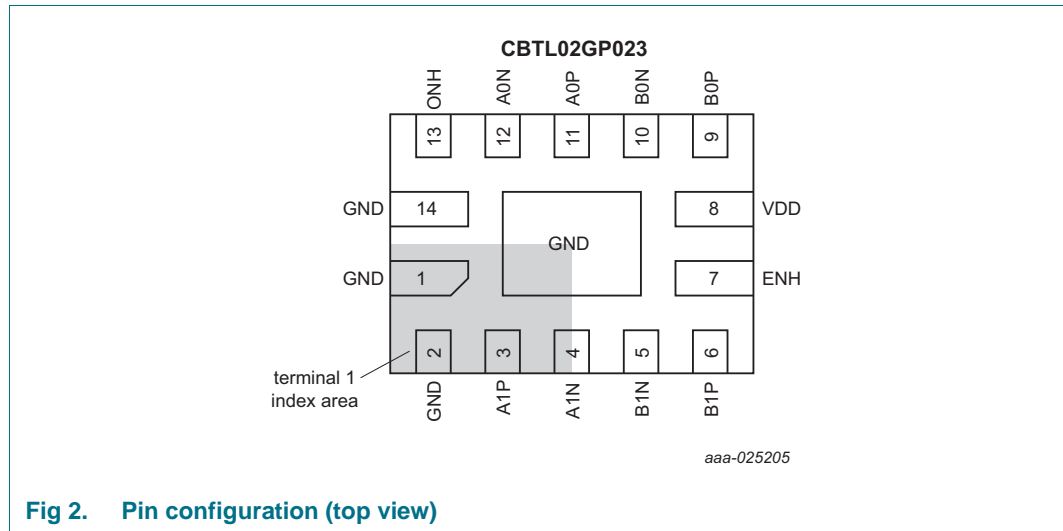 CBTL02GP023
ONH
A0N
A0P
B0N
B0P
13
12
11
10
9
GND
14
GND
8
VDD
GND
1
7
ENH
2
3
4
5
6
terminal 1
index area
GND
A1P
A1N
B1N
B1P
aaa-025205
Fig 2. Pin configuration (top view)